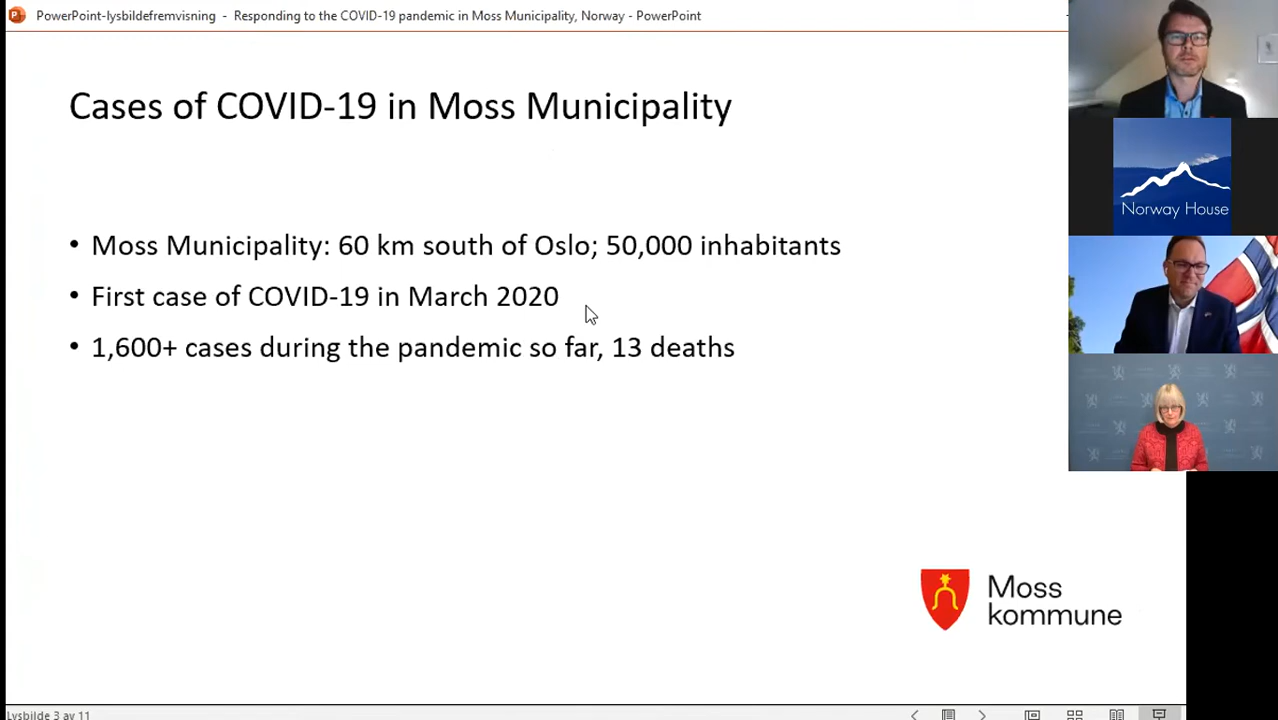 PowerPoint-lysbildefremvisning - Responding to the COVID-19 pandemic in Moss Municipality, Norway - PowerPoint
Cases of COVID-19 in Moss Municipality
• Moss Municipality: 60 km south of Oslo; 50,000 inhabitants
• First case of COVID-19 in March 2020
• 1,600+ cases during the pandemic so far, 13 deaths
Norway House
Moss
kommune
Lysbilde 3 av 11